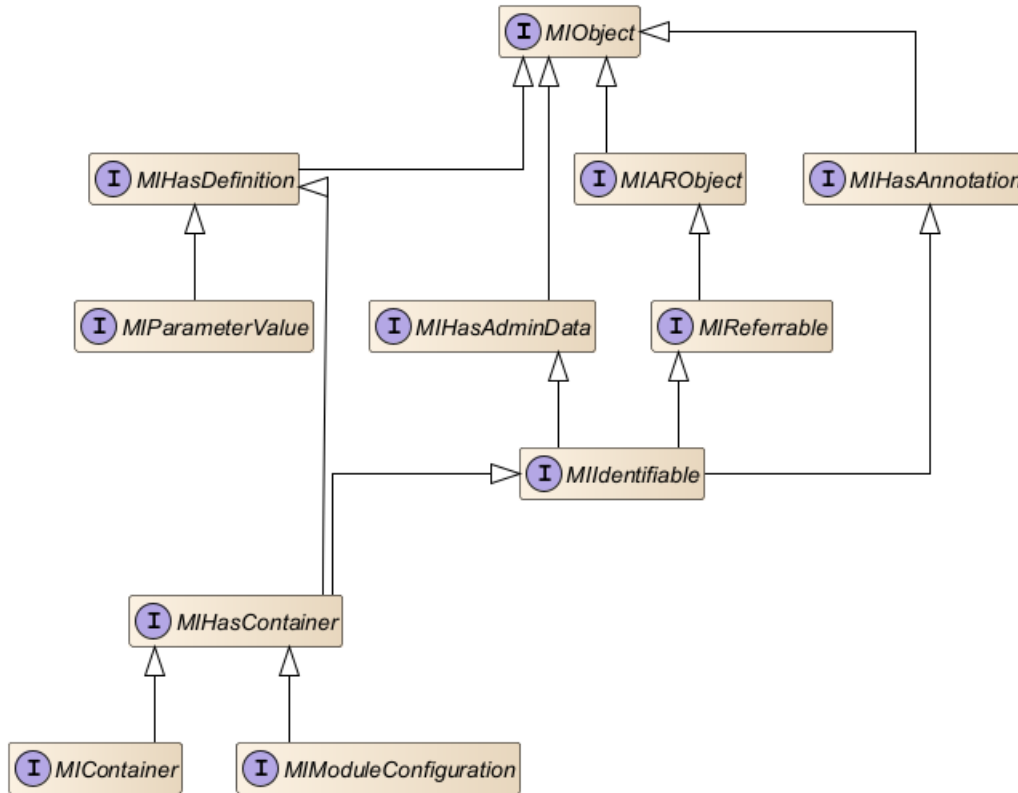 I MIObject
I MIHasDefinition
I MIARObject
I MIHasAnnotation
I MIParameterValue
I MIHasAdminData
I MIReferrable
I MIIdentifiable
I MIHasContainer
I MIContainer
I MIModuleConfiguration